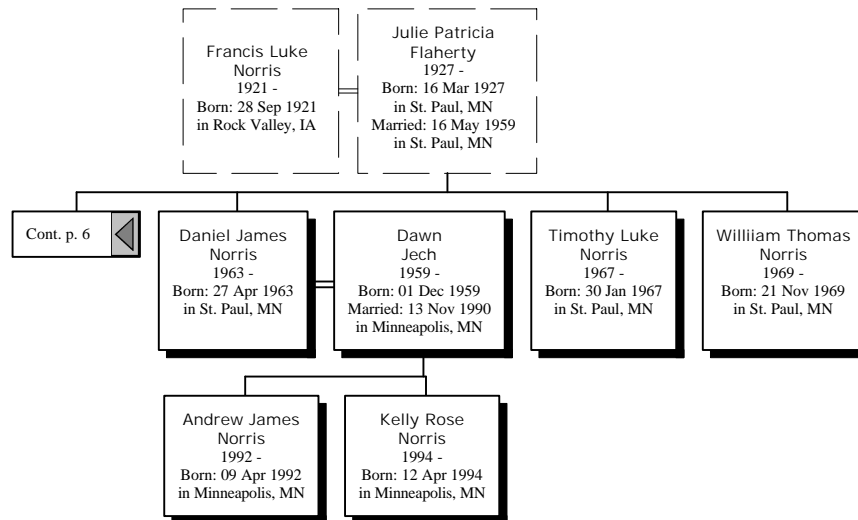 Francis Luke
Norris
1921 -
Born: 28 Sep 1921
in Rock Valley, IA
Julie Patricia
Flaherty
1927 -
Born: 16 Mar 1927
in St. Paul, MN
Married: 16 May 1959
in St. Paul, MN
Cont. p. 6
Daniel James
Norris
1963 -
Born: 27 Apr 1963
in St. Paul, MN
Dawn
Jech
1959 -
Born: 01 Dec 1959
Married: 13 Nov 1990
in Minneapolis, MN
Timothy Luke
Norris
1967 -
Born: 30 Jan 1967
in St. Paul, MN
Williiam Thomas
Norris
1969 -
Born: 21 Nov 1969
in St. Paul, MN
Andrew James
Norris
1992 -
Born: 09 Apr 1992
in Minneapolis, MN
Kelly Rose
Norris
1994 -
Born: 12 Apr 1994
in Minneapolis, MN